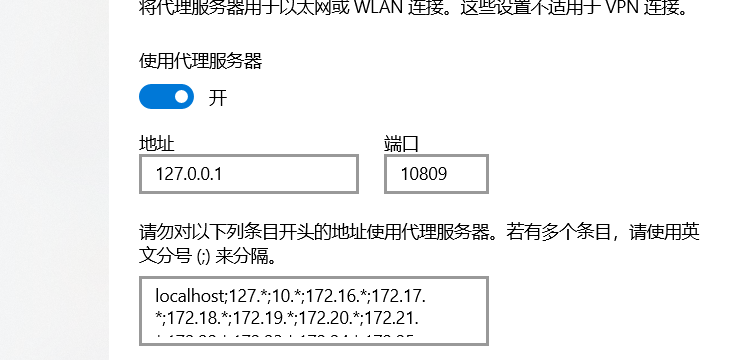 将代理服务器用于以太网或 WLAN 连接。这些设置不适用于 VPN 连接。
使用代理服务器
开
地址 端口
127.0.0.1 10809
请勿对以下列条目开头的地址使用代理服务器。若有多个条目，请使用英
文分号 (;) 来分隔。
localhost;127.*;10.*;172.16.*;172.17.
*;172.18.*;172.19.*;172.20.*;172.21.